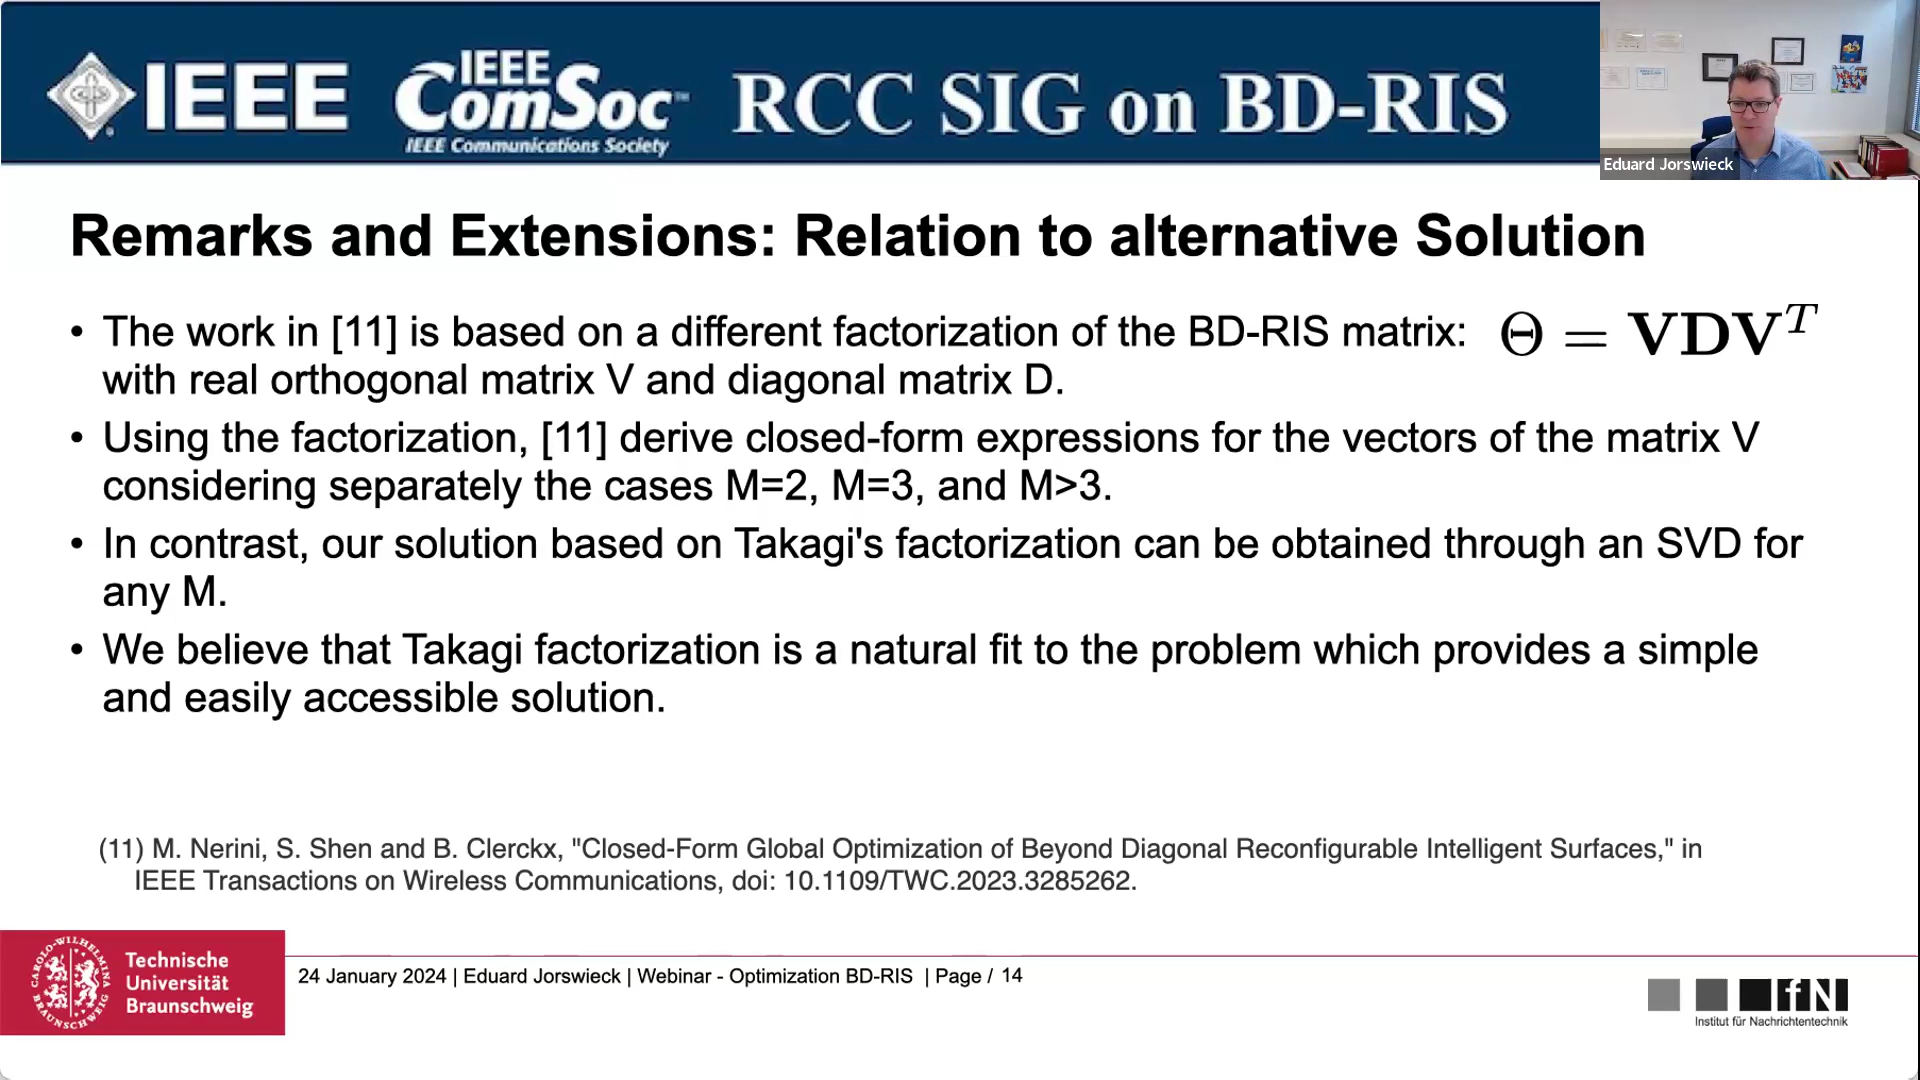 IEEE
IEEE
ComSoc™
IEEE Communications Society
RCC SIG on BD-RIS
Eduard Jorswieck
Remarks and Extensions: Relation to alternative Solution
• The work in [11] is based on a different factorization of the BD-RIS matrix: Θ = VDV^T
with real orthogonal matrix V and diagonal matrix D.
• Using the factorization, [11] derive closed-form expressions for the vectors of the matrix V
considering separately the cases M=2, M=3, and M>3.
• In contrast, our solution based on Takagi's factorization can be obtained through an SVD for
any M.
• We believe that Takagi factorization is a natural fit to the problem which provides a simple
and easily accessible solution.
(11) M. Nerini, S. Shen and B. Clerckx, "Closed-Form Global Optimization of Beyond Diagonal Reconfigurable Intelligent Surfaces," in
IEEE Transactions on Wireless Communications, doi: 10.1109/TWC.2023.3285262.
CAROLO-WILHELMINA
BRAUNSCHWEIG
Technische
Universität
Braunschweig
24 January 2024 | Eduard Jorswieck | Webinar - Optimization BD-RIS | Page / 14
IfN
Institut für Nachrichtentechnik